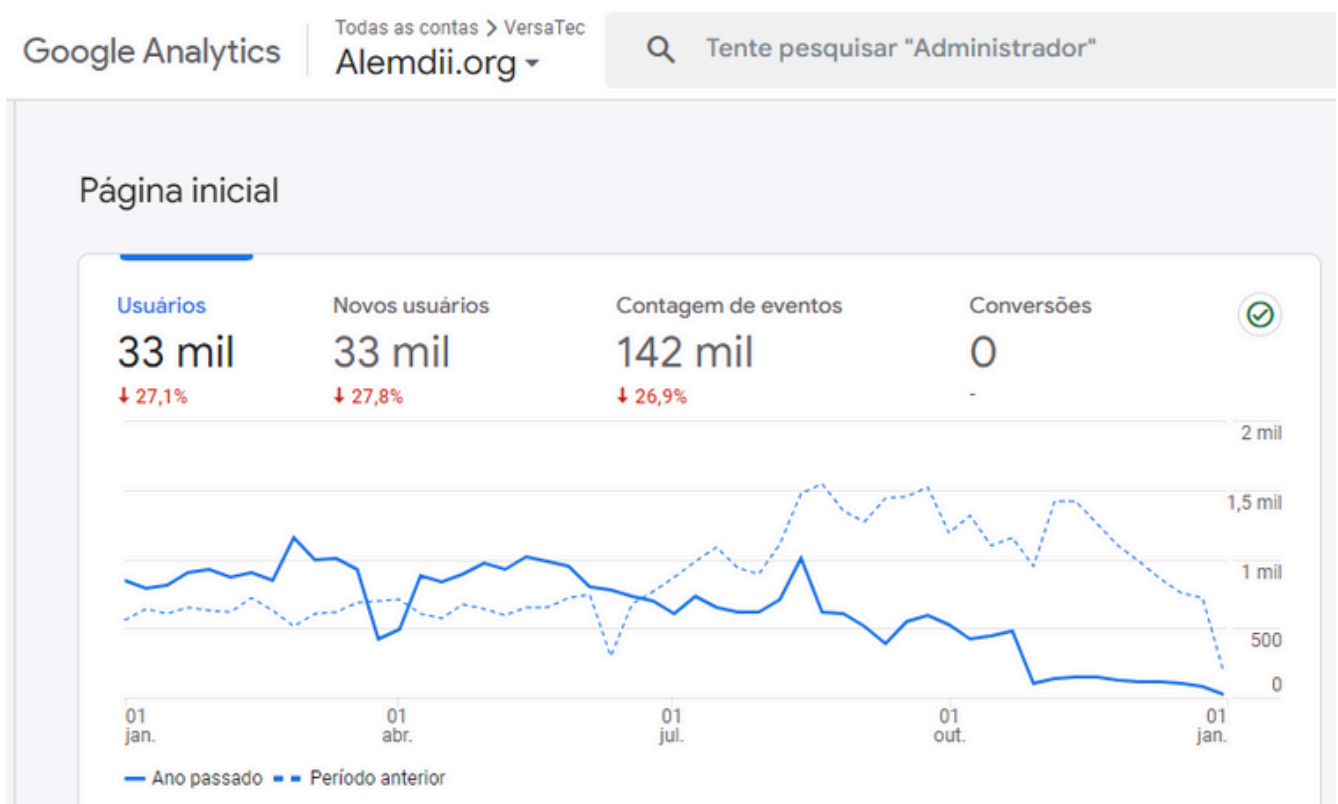 Google Analytics
Todas as contas > VersaTec
Alemdii.org
Tente pesquisar "Administrador"
Página inicial
Usuários
33 mil
↓ 27,1%
Novos usuários
33 mil
↓ 27,8%
Contagem de eventos
142 mil
↓ 26,9%
Conversões
0
-
2 mil
1,5 mil
1 mil
500
0
01
jan.
01
abr.
01
jul.
01
out.
01
jan.
Ano passado
Período anterior